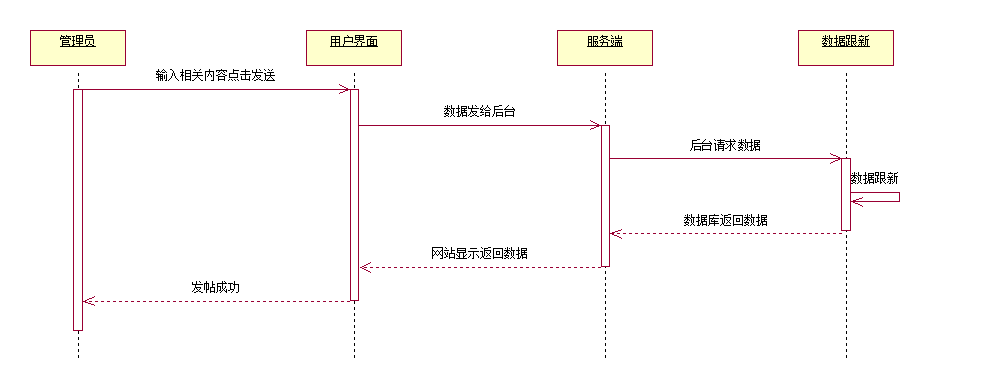 管理员
用户界面
服务端
数据跟新
输入相关内容点击发送
数据发给后台
后台请求数据
数据跟新
数据库返回数据
网站显示返回数据
发帖成功